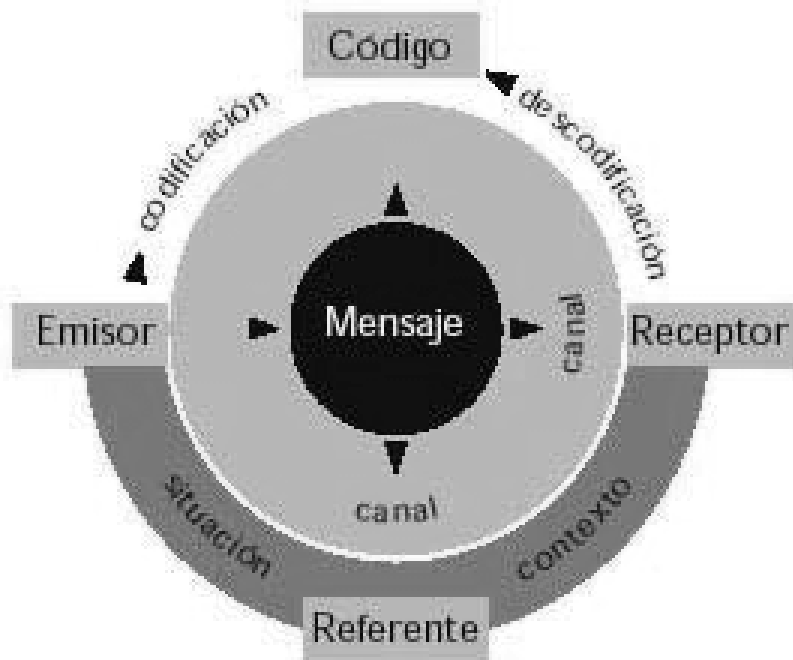 Código
codificación
descodificación
Emisor
Mensaje
canal
Receptor
situación
canal
contexto
Referente